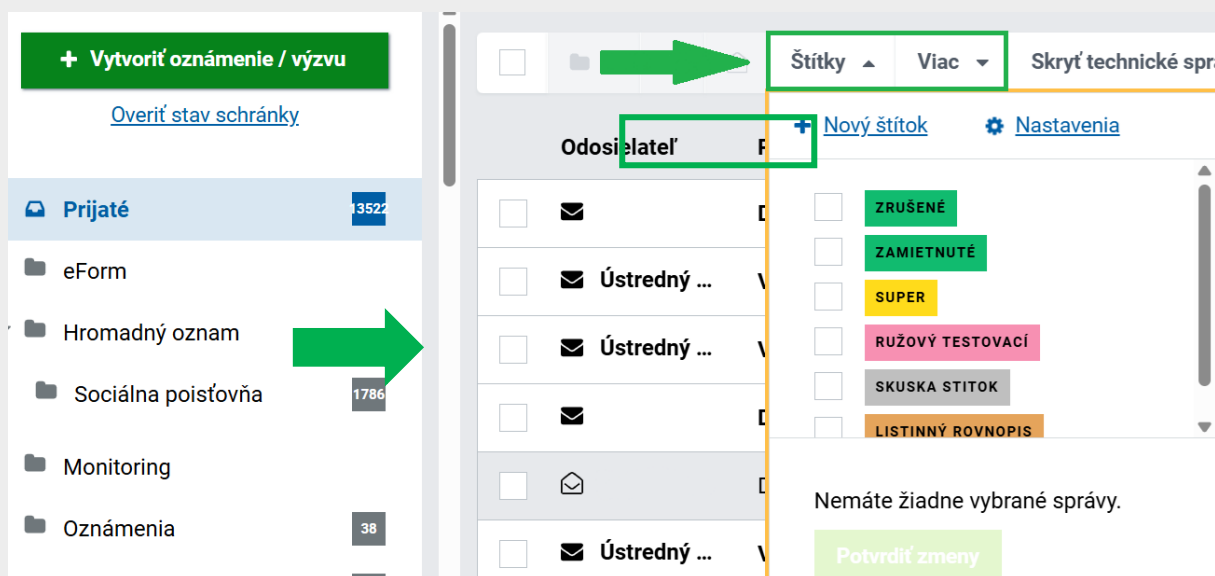 Vytvoriť oznámenie / výzvu
Overiť stav schránky
Prijaté 13522
eForm
Hromadný oznam
Sociálna poisťovňa 1786
Monitoring
Oznámenia 38
Štítky Viac Skryť technické
Nový štítok Nastavenia
Odosielateľ
Ústredný ...
Ústredný ...
Ústredný ...
ZRUŠENÉ
ZAMIETNUTÉ
SUPER
RUŽOVÝ TESTOVACÍ
SKUSKA STITOK
LISTINNÝ ROVNOPIS
Nemáte žiadne vybrané správy.
Potvrdiť zmeny